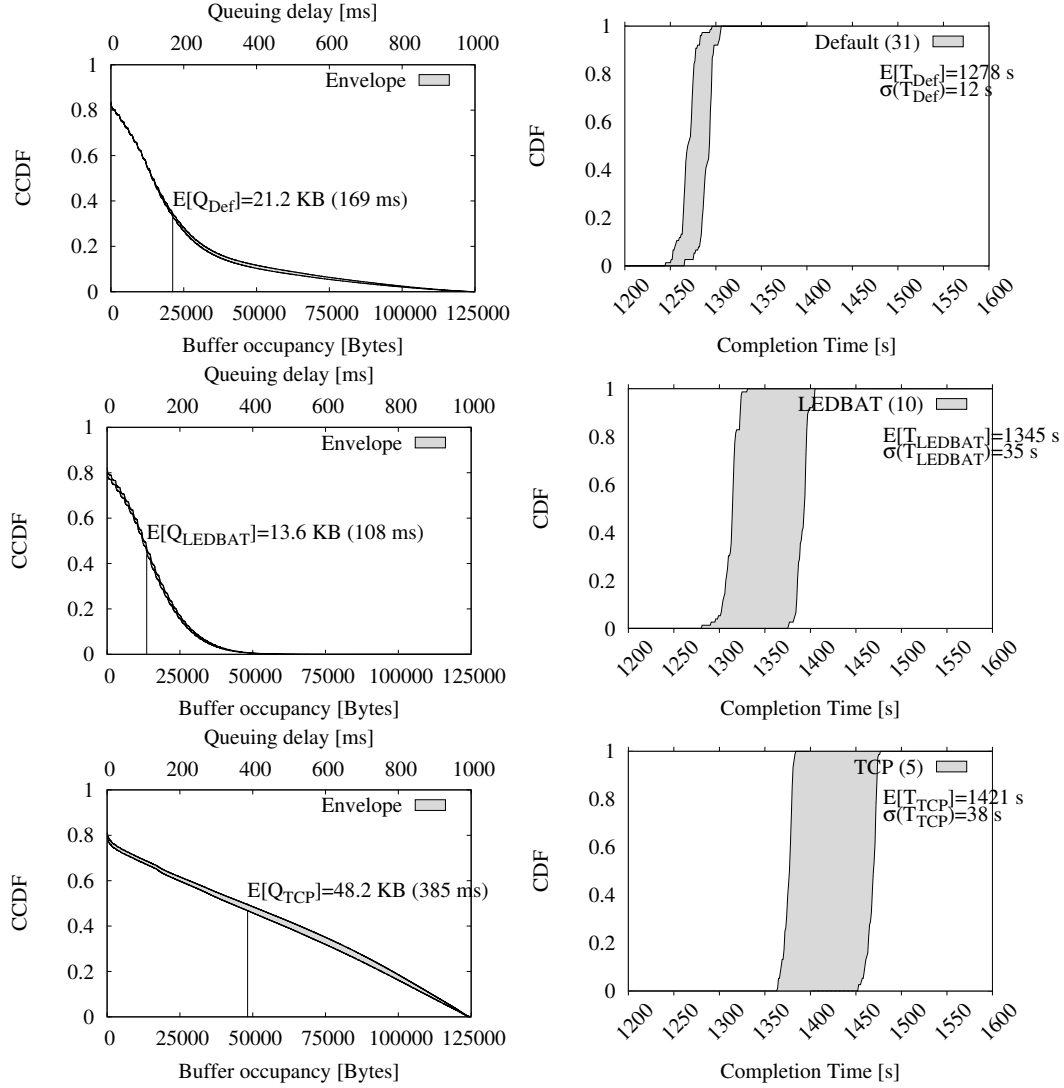 Queuing delay [ms]
0 200 400 600 800 1000
CCDF
1
0.8
0.6
0.4
0.2
0
Envelope
E[Q_Def]=21.2 KB (169 ms)
0 25000 50000 75000 100000 125000
Buffer occupancy [Bytes]
CDF
1
0.8
0.6
0.4
0.2
0
Default (31)
E[T_Def]=1278 s
σ(T_Def)=12 s
1200 1250 1300 1350 1400 1450 1500 1550 1600
Completion Time [s]
Queuing delay [ms]
0 200 400 600 800 1000
CCDF
1
0.8
0.6
0.4
0.2
0
Envelope
E[Q_LEDBAT]=13.6 KB (108 ms)
0 25000 50000 75000 100000 125000
Buffer occupancy [Bytes]
CDF
1
0.8
0.6
0.4
0.2
0
LEDBAT (10)
E[T_LEDBAT]=1345 s
σ(T_LEDBAT)=35 s
1200 1250 1300 1350 1400 1450 1500 1550 1600
Completion Time [s]
Queuing delay [ms]
0 200 400 600 800 1000
CCDF
1
0.8
0.6
0.4
0.2
0
Envelope
E[Q_TCP]=48.2 KB (385 ms)
0 25000 50000 75000 100000 125000
Buffer occupancy [Bytes]
CDF
1
0.8
0.6
0.4
0.2
0
TCP (5)
E[T_TCP]=1421 s
σ(T_TCP)=38 s
1200 1250 1300 1350 1400 1450 1500 1550 1600
Completion Time [s]